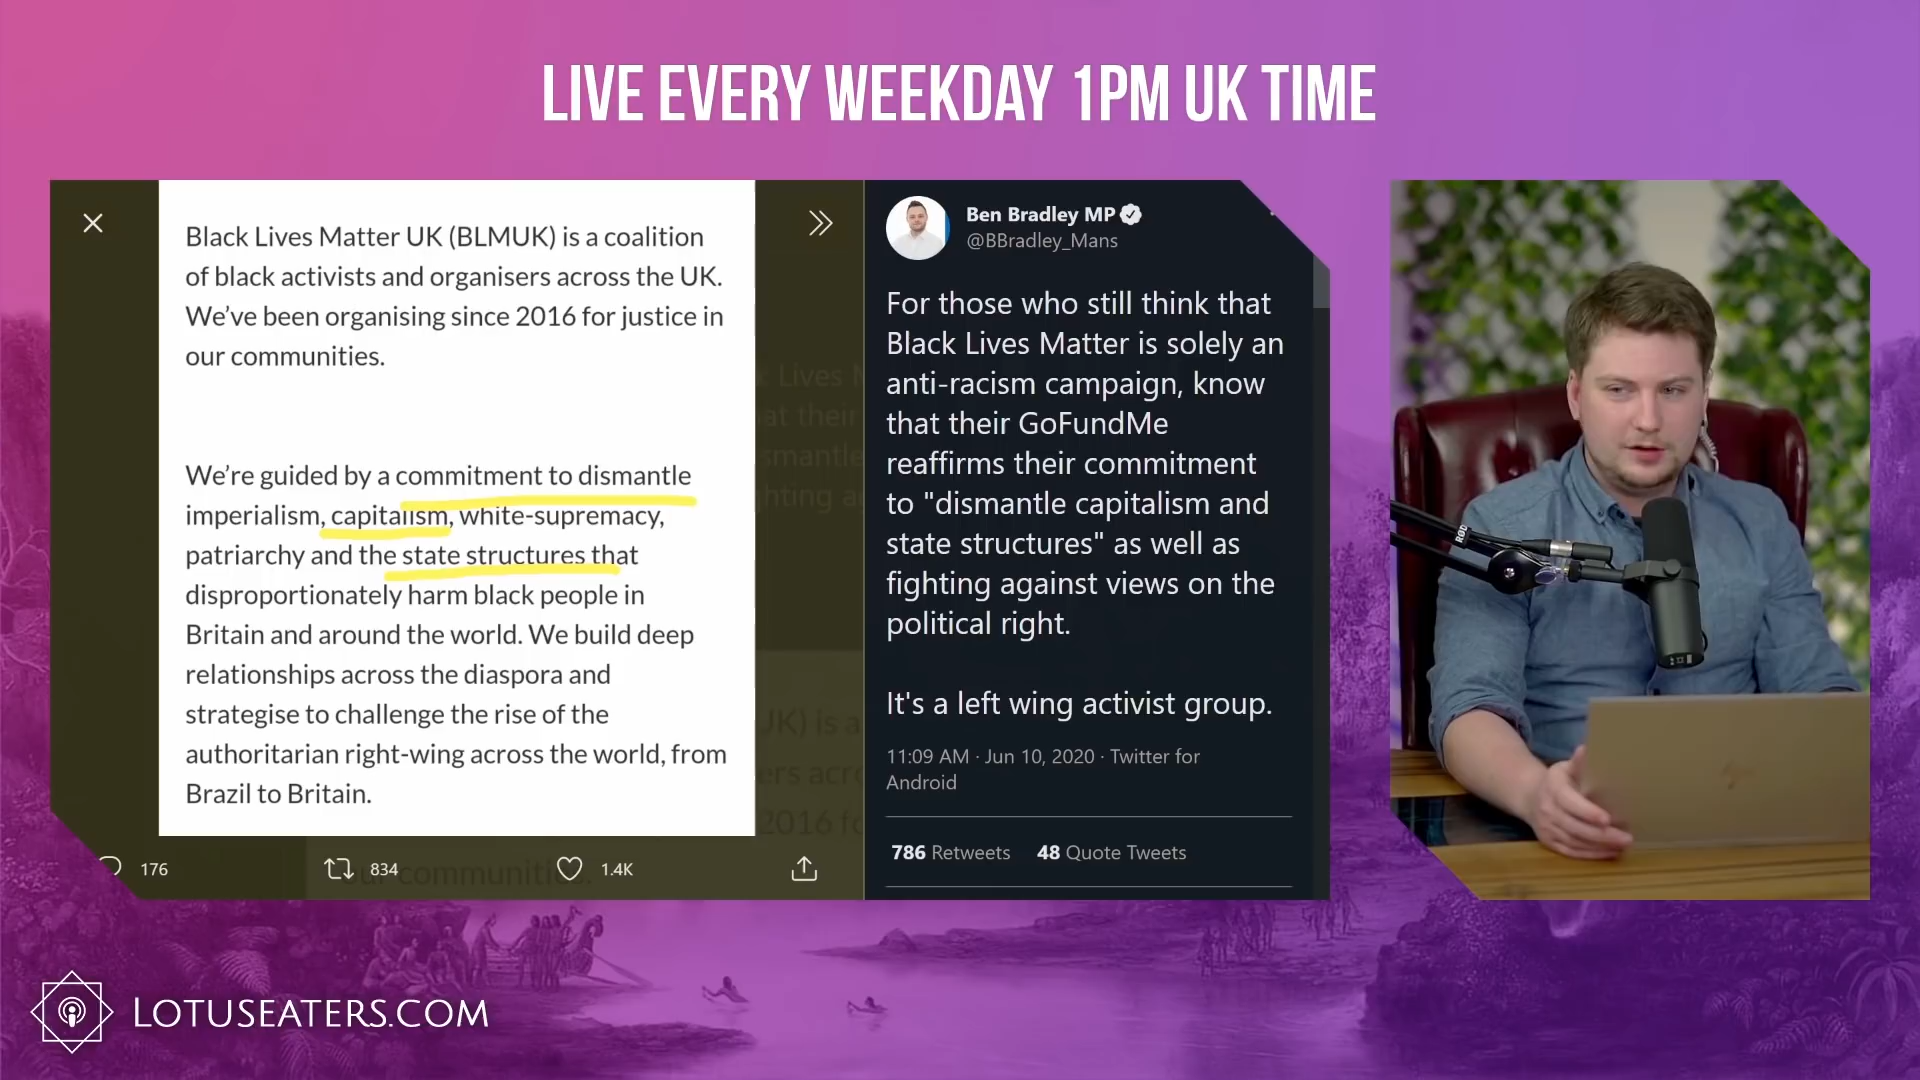 LIVE EVERY WEEKDAY 1PM UK TIME
Black Lives Matter UK (BLMUK) is a coalition
of black activists and organisers across the UK.
We've been organising since 2016 for justice in
our communities.
We're guided by a commitment to dismantle
imperialism, capitalism, white-supremacy,
patriarchy and the state structures that
disproportionately harm black people in
Britain and around the world. We build deep
relationships across the diaspora and
strategise to challenge the rise of the
authoritarian right-wing across the world, from
Brazil to Britain.
176
834
1.4K
Ben Bradley MP
@BBradley_Mans
For those who still think that
Black Lives Matter is solely an
anti-racism campaign, know
that their GoFundMe
reaffirms their commitment
to "dismantle capitalism and
state structures" as well as
fighting against views on the
political right.
It's a left wing activist group.
11:09 AM · Jun 10, 2020 · Twitter for
Android
786 Retweets 48 Quote Tweets
RØDE
LOTUSEATERS.COM